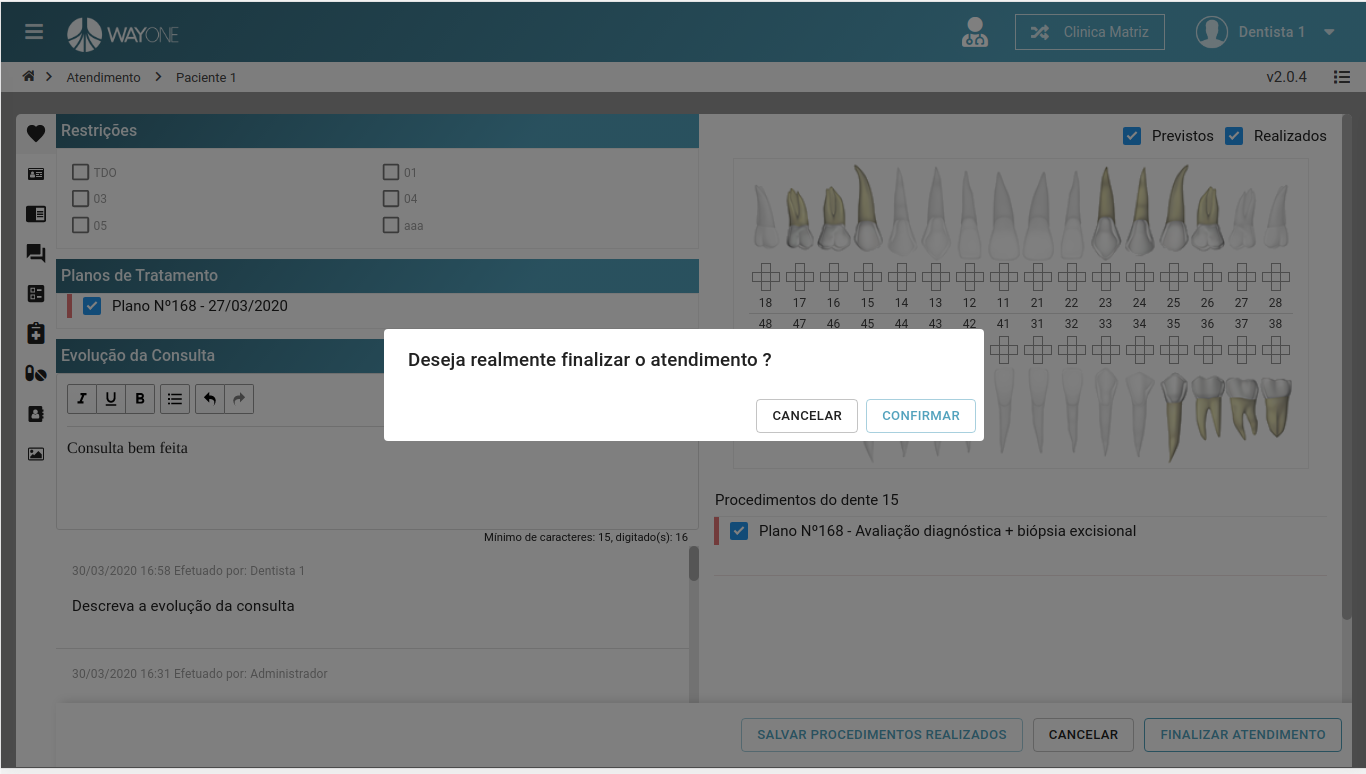 WAYONE
Clinica Matriz
Dentista 1
Atendimento
Paciente 1
v2.0.4
Restrições
TDO
01
03
04
05
aaa
Planos de Tratamento
Plano Nº168 - 27/03/2020
Evolução da Consulta
I U B
Consulta bem feita
Mínimo de caracteres: 15, digitado(s): 16
30/03/2020 16:58 Efetuado por: Dentista 1
Descreva a evolução da consulta
30/03/2020 16:31 Efetuado por: Administrador
Previstos
Realizados
18 17 16 15 14 13 12 11 21 22 23 24 25 26 27 28
48 47 46 45 44 43 42 41 31 32 33 34 35 36 37 38
Deseja realmente finalizar o atendimento ?
CANCELAR
CONFIRMAR
Procedimentos do dente 15
Plano Nº168 - Avaliação diagnóstica + biópsia excisional
SALVAR PROCEDIMENTOS REALIZADOS
CANCELAR
FINALIZAR ATENDIMENTO